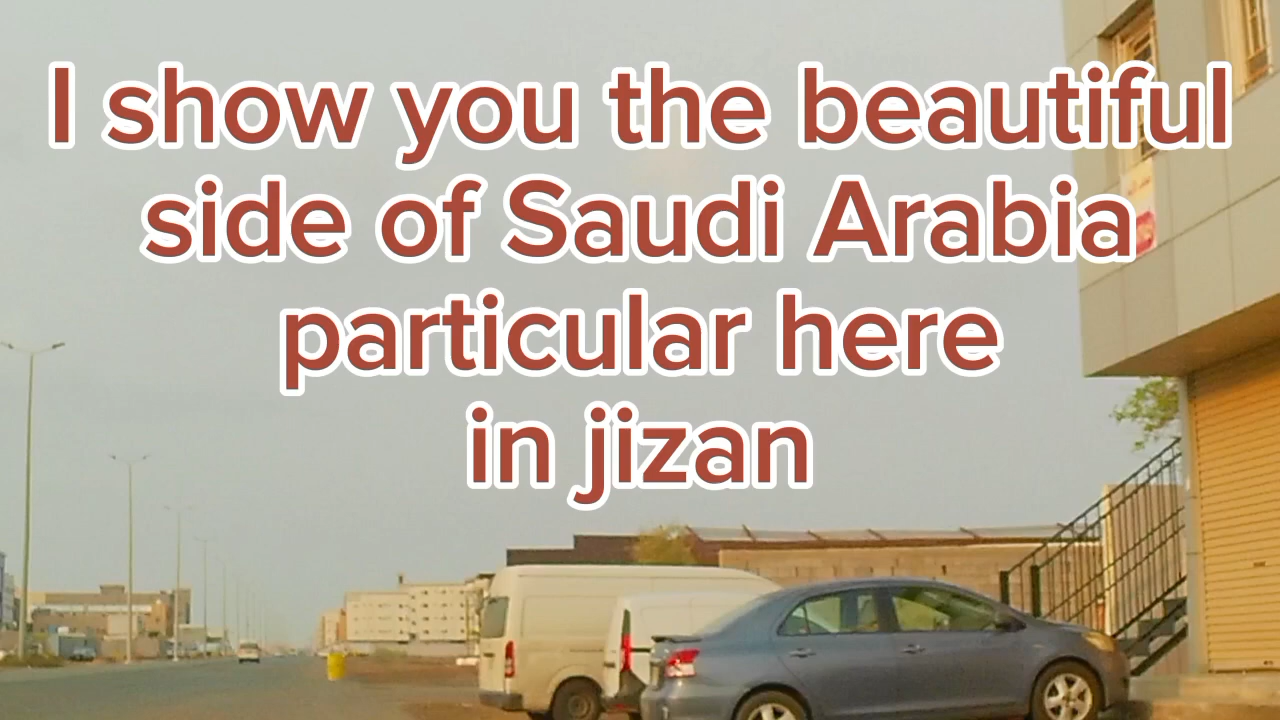 I show you the beautiful
side of Saudi Arabia
particular here
in jizan